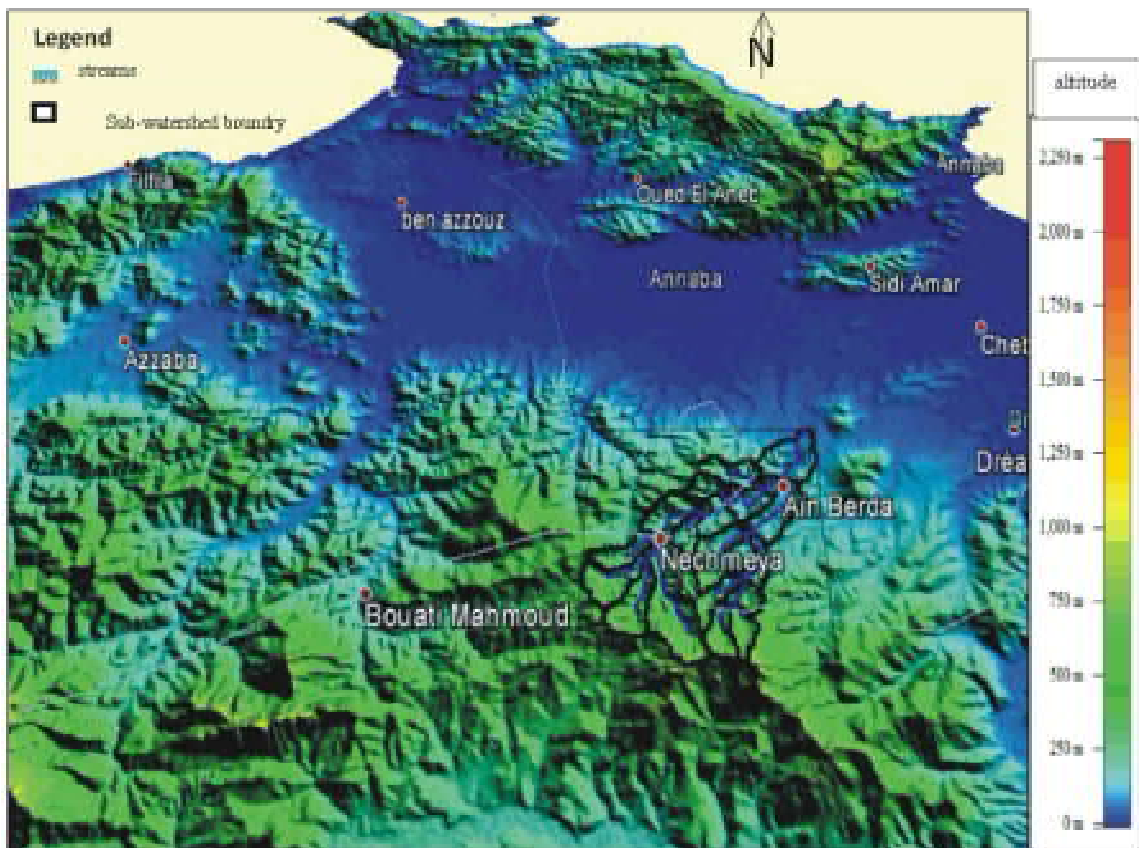 Legend
streams
Sub-watershed boundry
N
altitude
Annaba
Oued El Anec
ben azzouz
Annaba
Sidi Amar
Chet
Azzaba
Dréa
Ain Berda
Nechmeya
Bouati Mahmoud
2,250 m
2,000 m
1,750 m
1,500 m
1,250 m
1,000 m
750 m
500 m
250 m
0 m